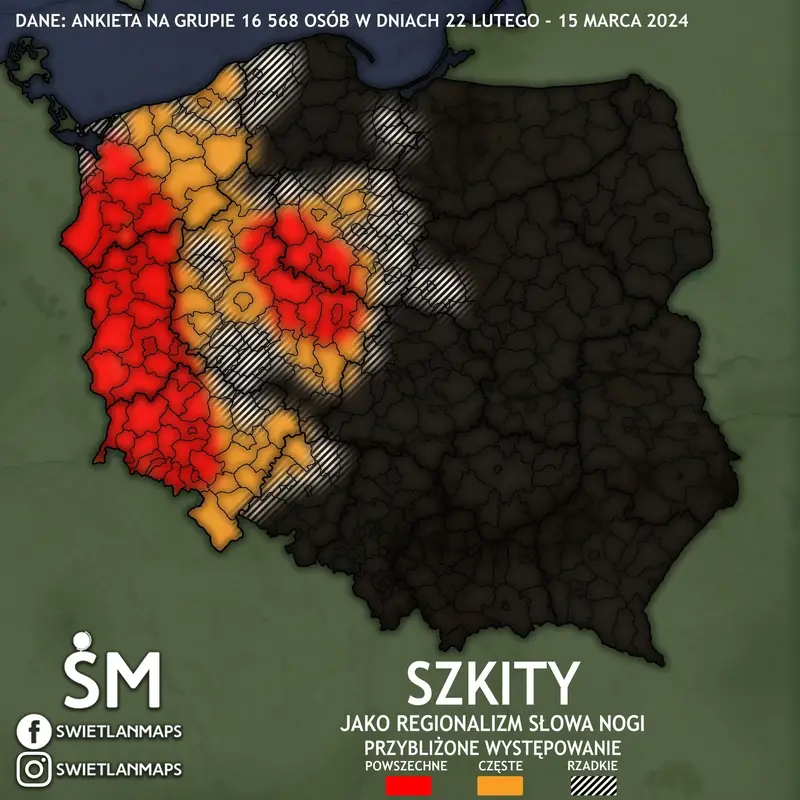 DANE: ANKIETA NA GRUPIE 16 568 OSÓB W DNIACH 22 LUTEGO - 15 MARCA 2024
ŚM
SWIETLANMAPS
SWIETLANMAPS
SZKITY
JAKO REGIONALIZM SŁOWA NOGI
PRZYBLIŻONE WYSTĘPOWANIE
POWSZECHNE CZĘSTE RZADKIE